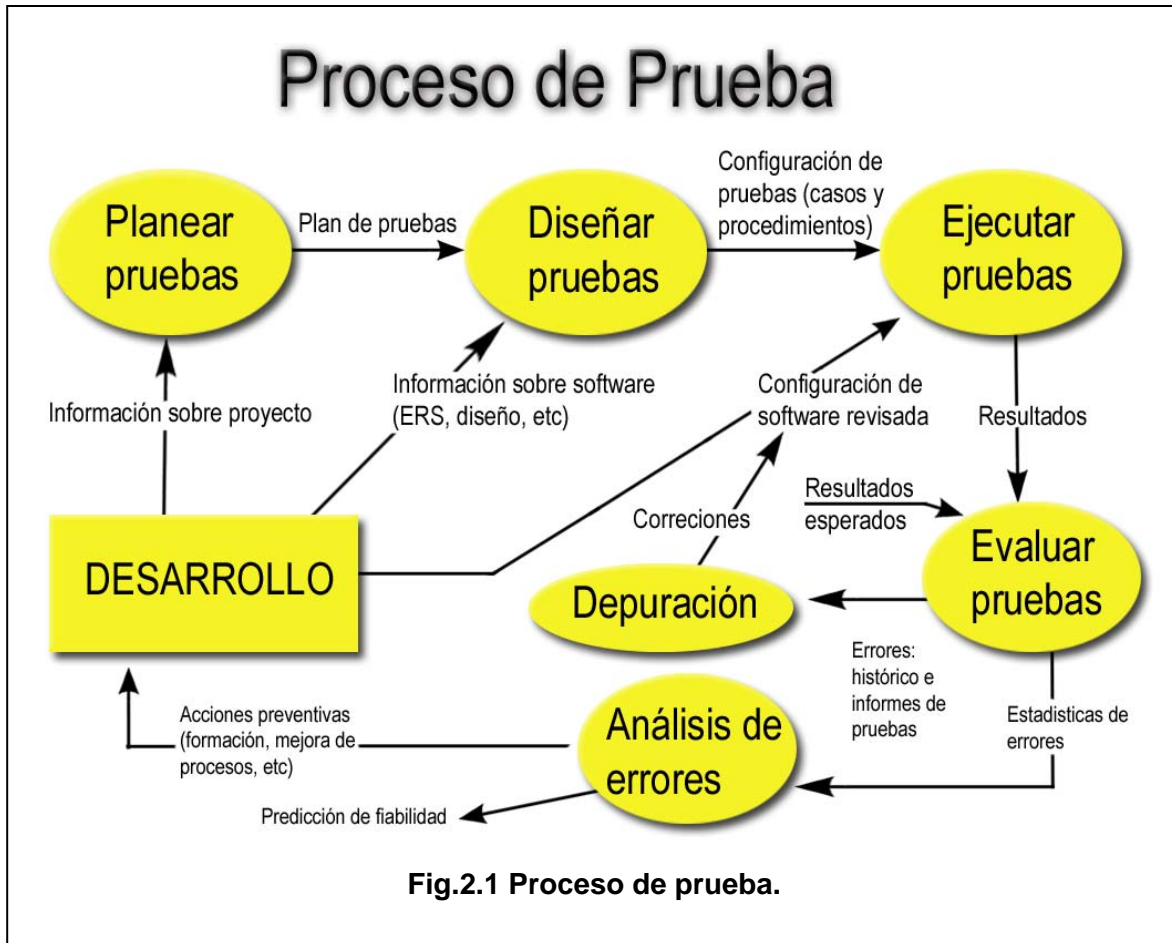 Proceso de Prueba
Planear
pruebas
Plan de pruebas
Diseñar
pruebas
Configuración de
pruebas (casos y
procedimientos)
Ejecutar
pruebas
Información sobre proyecto
Información sobre software
(ERS, diseño, etc)
Configuración de
software revisada
Resultados
DESARROLLO
Correciones
Resultados
esperados
Evaluar
pruebas
Depuración
Errores:
histórico e
informes de
pruebas
Estadisticas de
errores
Acciones preventivas
(formación, mejora de
procesos, etc)
Análisis de
errores
Predicción de fiabilidad
Fig.2.1 Proceso de prueba.